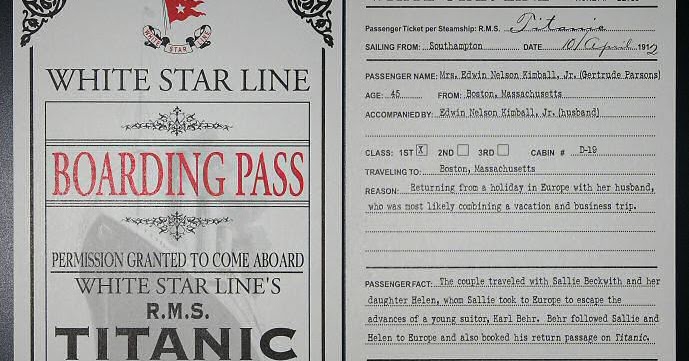 WHITE STAR LINE
WHITE STAR LINE
BOARDING PASS
PERMISSION GRANTED TO COME ABOARD
WHITE STAR LINE'S
R.M.S.
TITANIC
Passenger Ticket per Steamship: R.M.S. Titanic
SAILING FROM: Southampton DATE 10/April 1912
PASSENGER NAME: Mrs. Edwin Nelson Kimball, Jr. (Gertrude Parsons)
AGE: 45 FROM: Boston, Massachusetts
ACCOMPANIED BY: Edwin Nelson Kimball, Jr. (husband)
CLASS: 1ST X 2ND 3RD CABIN # D-19
TRAVELING TO: Boston, Massachusetts
REASON: Returning from a holiday in Europe with her husband,
who was most likely combining a vacation and business trip.
PASSENGER FACT: The couple traveled with Sallie Beckwith and her
daughter Helen, whom Sallie took to Europe to escape the
advances of a young suitor, Karl Behr. Behr followed Sallie and
Helen to Europe and also booked his return passage on Titanic.